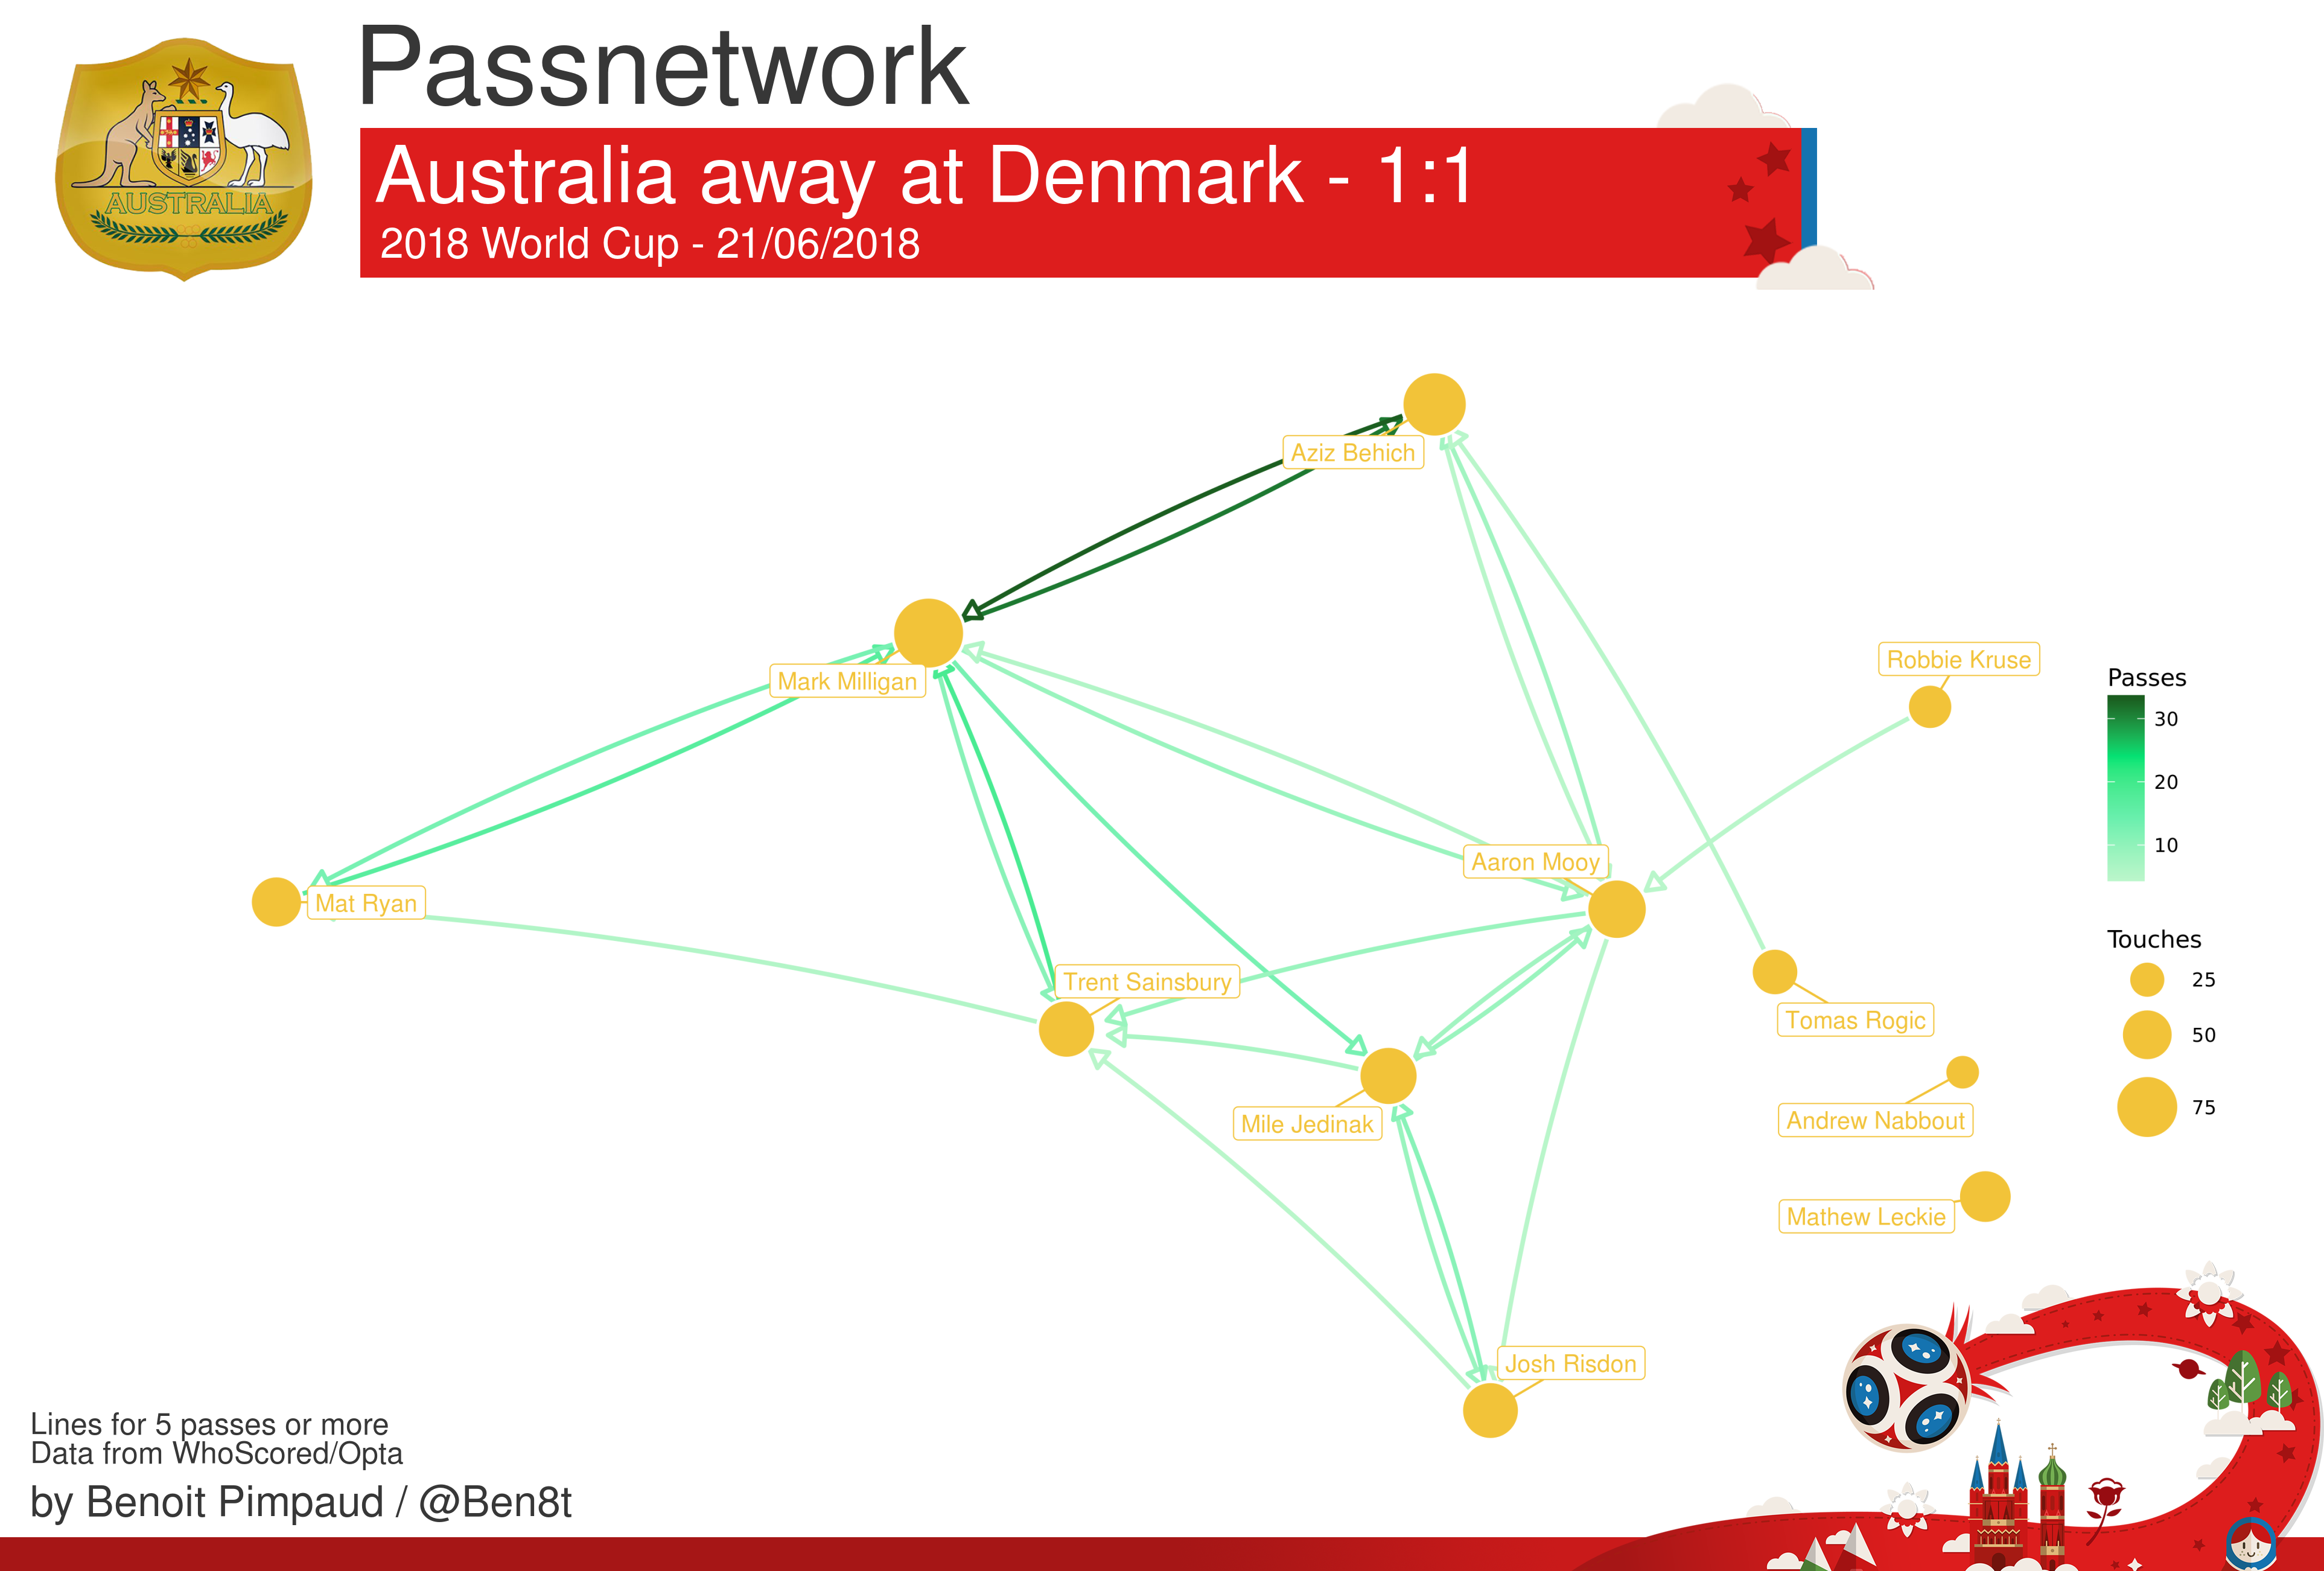 Passnetwork
AUSTRALIA
Australia away at Denmark - 1:1
2018 World Cup - 21/06/2018
Aziz Behich
Robbie Kruse
Mark Milligan
Passes
30
20
10
Aaron Mooy
Mat Ryan
Touches
25
50
75
Trent Sainsbury
Tomas Rogic
Mile Jedinak
Andrew Nabbout
Mathew Leckie
Josh Risdon
Lines for 5 passes or more
Data from WhoScored/Opta
by Benoit Pimpaud / @Ben8t